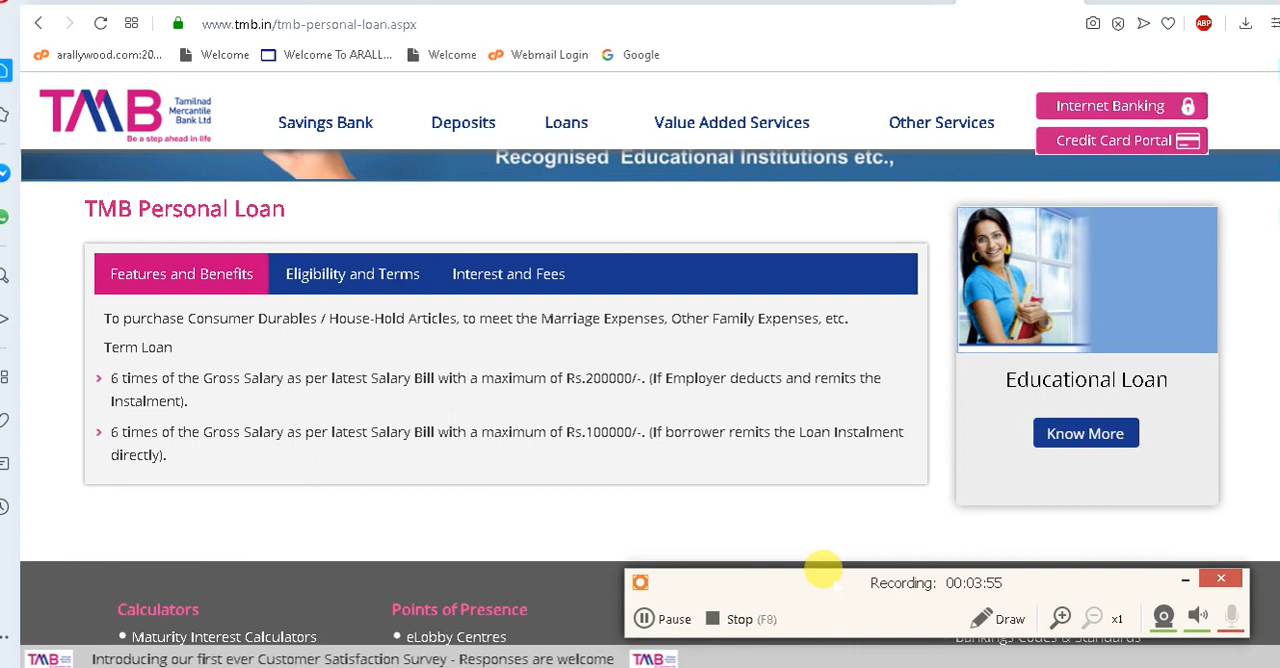 www.tmb.in/tmb-personal-loan.aspx
ABP
arallywood.com:20... Welcome Welcome To ARALL... Welcome Webmail Login Google
TMB Tamilnad Mercantile Bank Ltd
Be a step ahead in life
Savings Bank Deposits Loans Value Added Services Other Services
Internet Banking
Credit Card Portal
Recognised Educational Institutions etc.,
TMB Personal Loan
Features and Benefits Eligibility and Terms Interest and Fees
To purchase Consumer Durables / House-Hold Articles, to meet the Marriage Expenses, Other Family Expenses, etc.
Term Loan
6 times of the Gross Salary as per latest Salary Bill with a maximum of Rs.200000/-. (If Employer deducts and remits the
Instalment).
6 times of the Gross Salary as per latest Salary Bill with a maximum of Rs.100000/-. (If borrower remits the Loan Instalment
directly).
Educational Loan
Know More
Recording: 00:03:55
Pause Stop (F8) Draw x1
Calculators
Maturity Interest Calculators
Points of Presence
eLobby Centres
Bankings Codes & Standards
TMB Introducing our first ever Customer Satisfaction Survey - Responses are welcome TMB